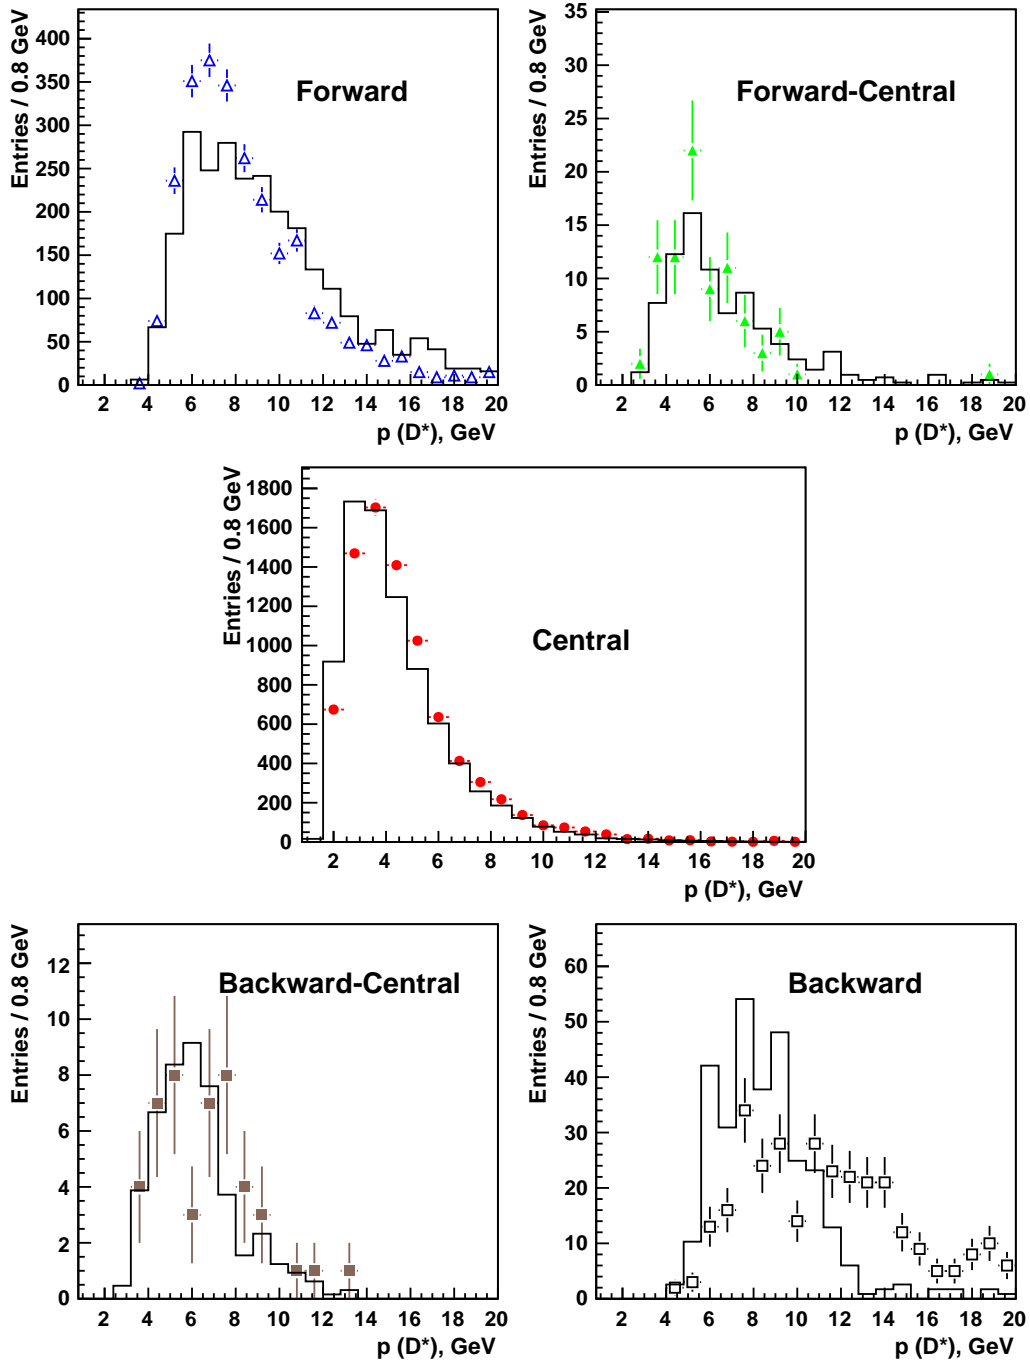 Entries / 0.8 GeV
Forward
400
350
300
250
200
150
100
50
0
2 4 6 8 10 12 14 16 18 20
p (D*), GeV
Entries / 0.8 GeV
Forward-Central
35
30
25
20
15
10
5
0
2 4 6 8 10 12 14 16 18 20
p (D*), GeV
Entries / 0.8 GeV
Central
1800
1600
1400
1200
1000
800
600
400
200
0
2 4 6 8 10 12 14 16 18 20
p (D*), GeV
Entries / 0.8 GeV
Backward-Central
12
10
8
6
4
2
0
2 4 6 8 10 12 14 16 18 20
p (D*), GeV
Entries / 0.8 GeV
Backward
60
50
40
30
20
10
0
2 4 6 8 10 12 14 16 18 20
p (D*), GeV